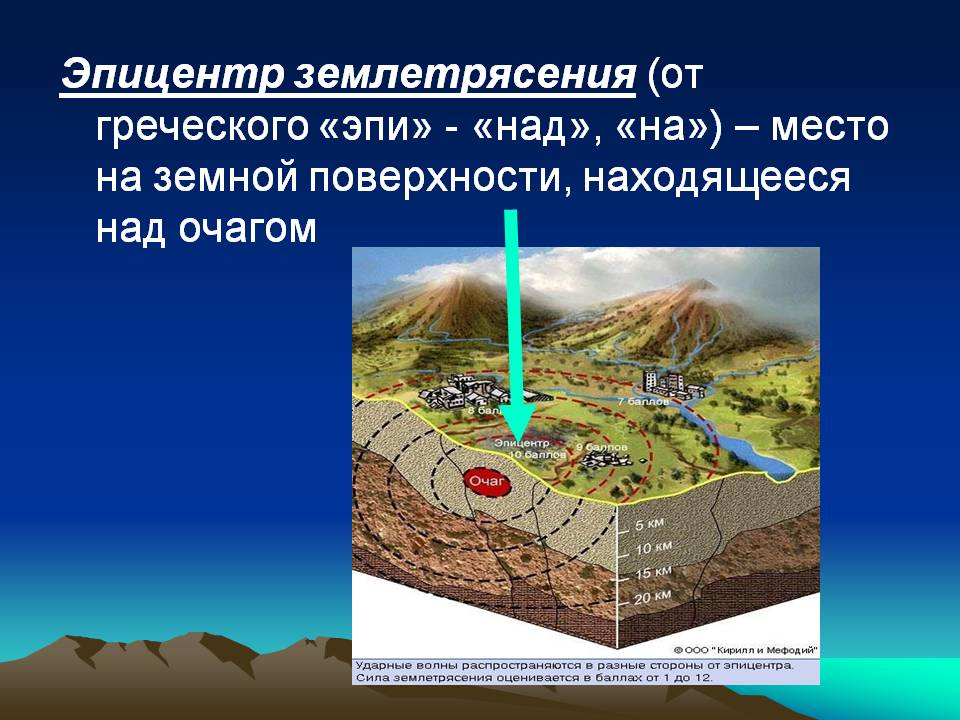 Эпицентр землетрясения (от
греческого «эпи» - «над», «на») – место
на земной поверхности, находящееся
над очагом
7 баллов
8 балл
Эпицентр
10 баллов
9 баллов
Очаг
5 км
10 км
15 км
20 км
© ООО "Кирилл и Мефодий"
Ударные волны распространяются в разные стороны от эпицентра.
Сила землетрясения оценивается в баллах от 1 до 12.